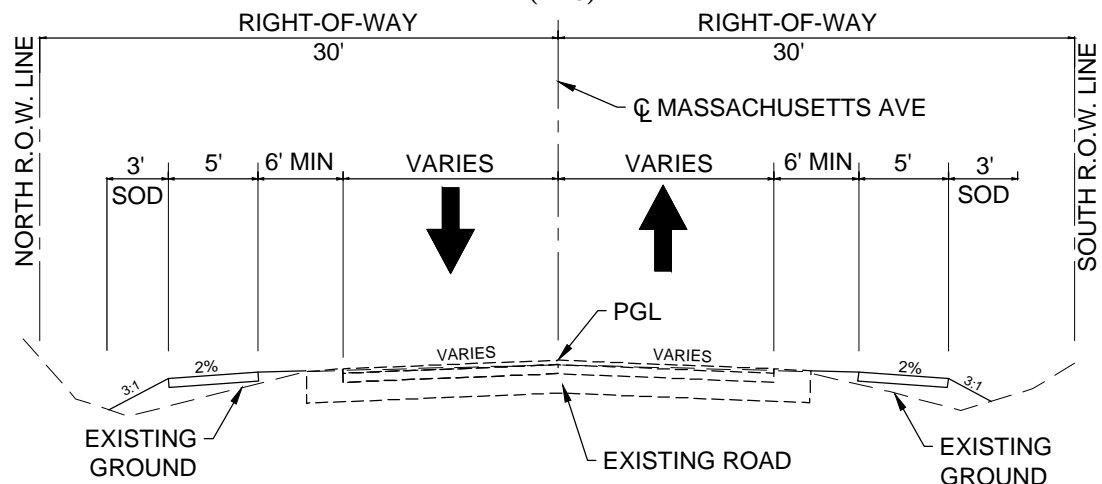 RIGHT-OF-WAY RIGHT-OF-WAY
30' 30'
NORTH R.O.W. LINE
SOUTH R.O.W. LINE
℄ MASSACHUSETTS AVE
3' 5' 6' MIN VARIES VARIES 6' MIN 5' 3'
SOD SOD
PGL
VARIES VARIES
2% 2%
3:1 3:1
EXISTING GROUND
EXISTING ROAD
EXISTING GROUND